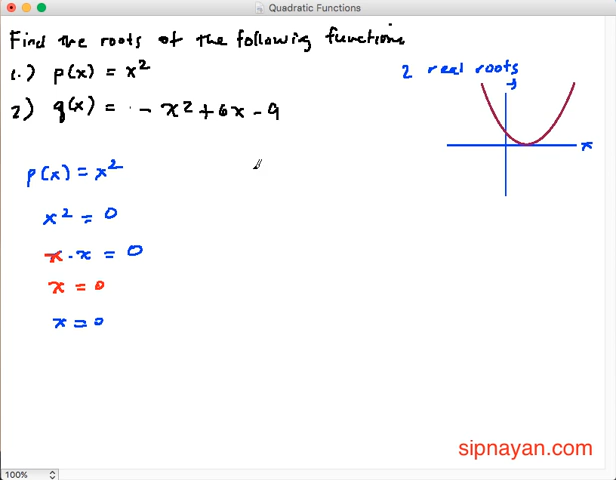 Quadratic Functions
Find the roots of the following functions
1.) p(x) = x²
2) q(x) = - x² + 6x - 9
2 real roots
y
x
p(x) = x²
x² = 0
x · x = 0
x = 0
x = 0
sipnayan.com
100%